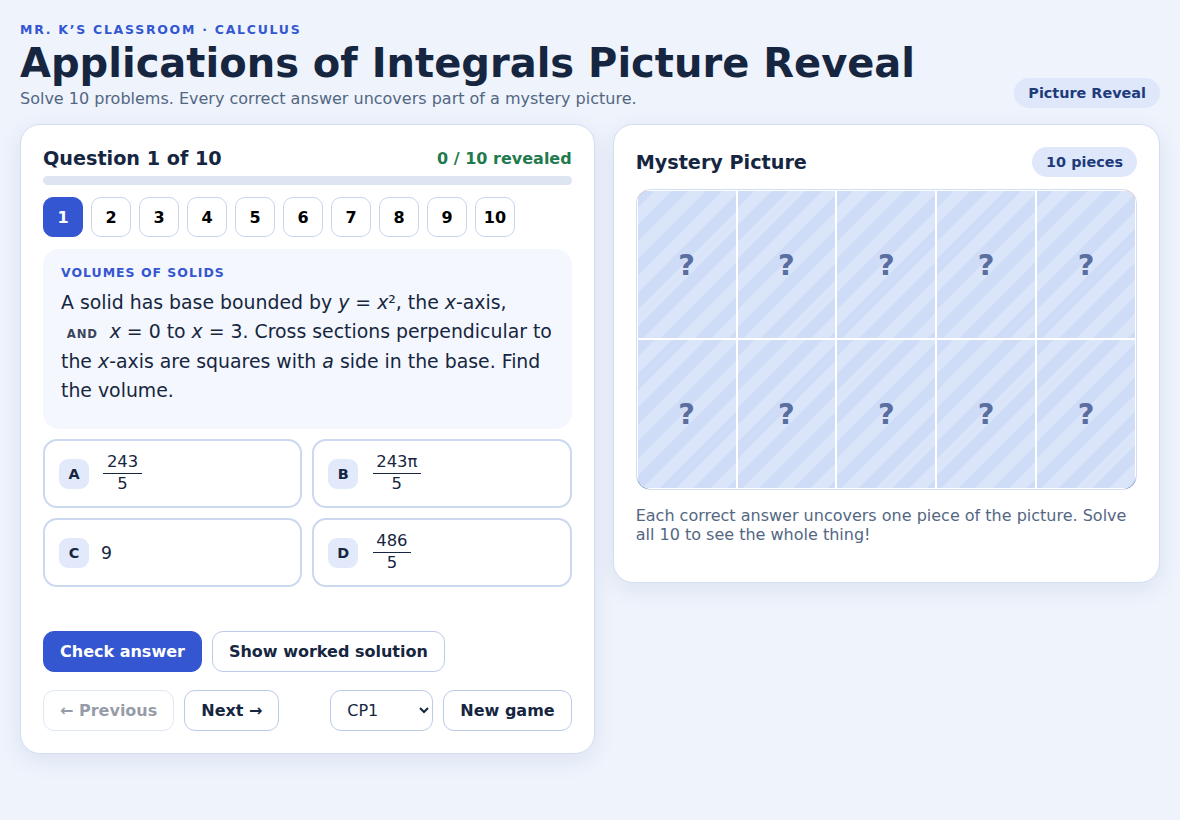 MR. K’S CLASSROOM · CALCULUS
Applications of Integrals Picture Reveal
Solve 10 problems. Every correct answer uncovers part of a mystery picture.
Picture Reveal
Question 1 of 10
0 / 10 revealed
1 2 3 4 5 6 7 8 9 10
VOLUMES OF SOLIDS
A solid has base bounded by y = x², the x-axis,
AND x = 0 to x = 3. Cross sections perpendicular to
the x-axis are squares with a side in the base. Find
the volume.
A 243/5
B 243π/5
C 9
D 486/5
Check answer
Show worked solution
← Previous
Next →
CP1
New game
Mystery Picture
10 pieces
? ? ? ? ?
? ? ? ? ?
Each correct answer uncovers one piece of the picture. Solve
all 10 to see the whole thing!